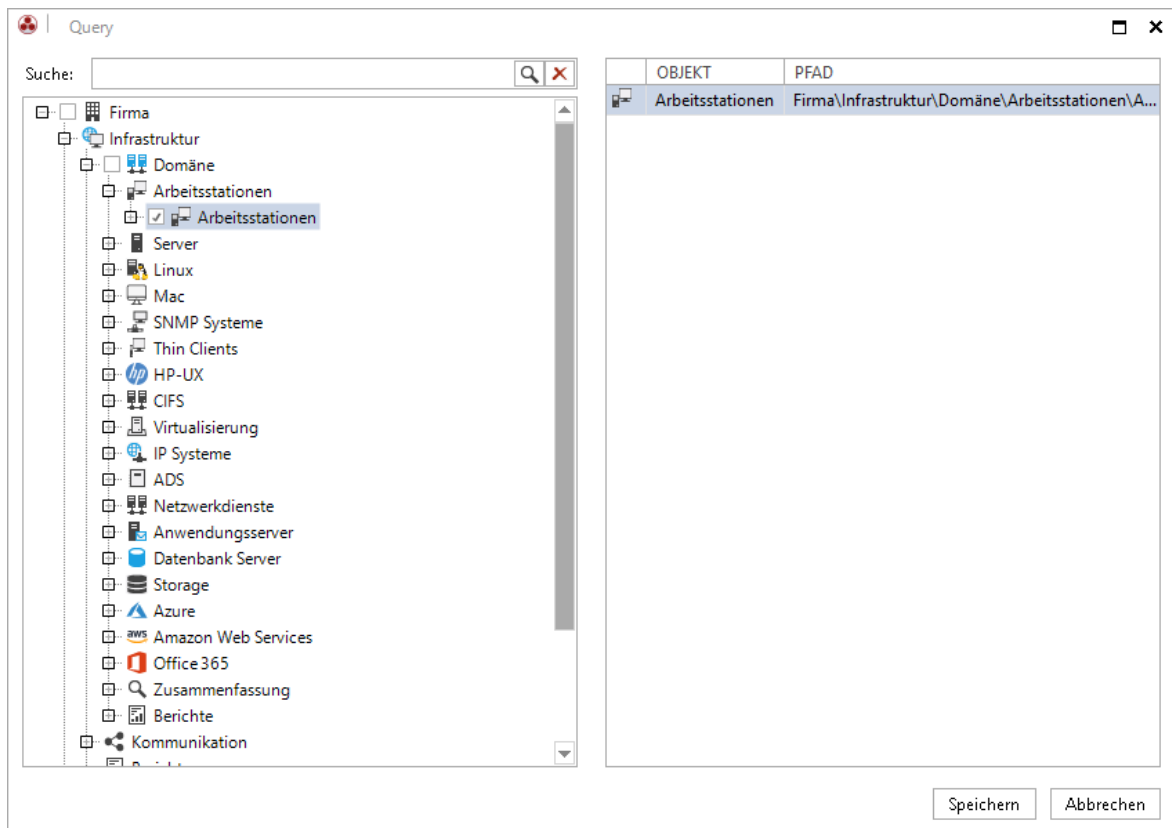 Query
Suche:
Firma
Infrastruktur
Domäne
Arbeitsstationen
Arbeitsstationen
Server
Linux
Mac
SNMP Systeme
Thin Clients
hp HP-UX
CIFS
Virtualisierung
IP Systeme
ADS
Netzwerkdienste
Anwendungsserver
Datenbank Server
Storage
Azure
aws Amazon Web Services
Office 365
Zusammenfassung
Berichte
Kommunikation
OBJEKT PFAD
Arbeitsstationen Firma\Infrastruktur\Domäne\Arbeitsstationen\A...
Speichern Abbrechen